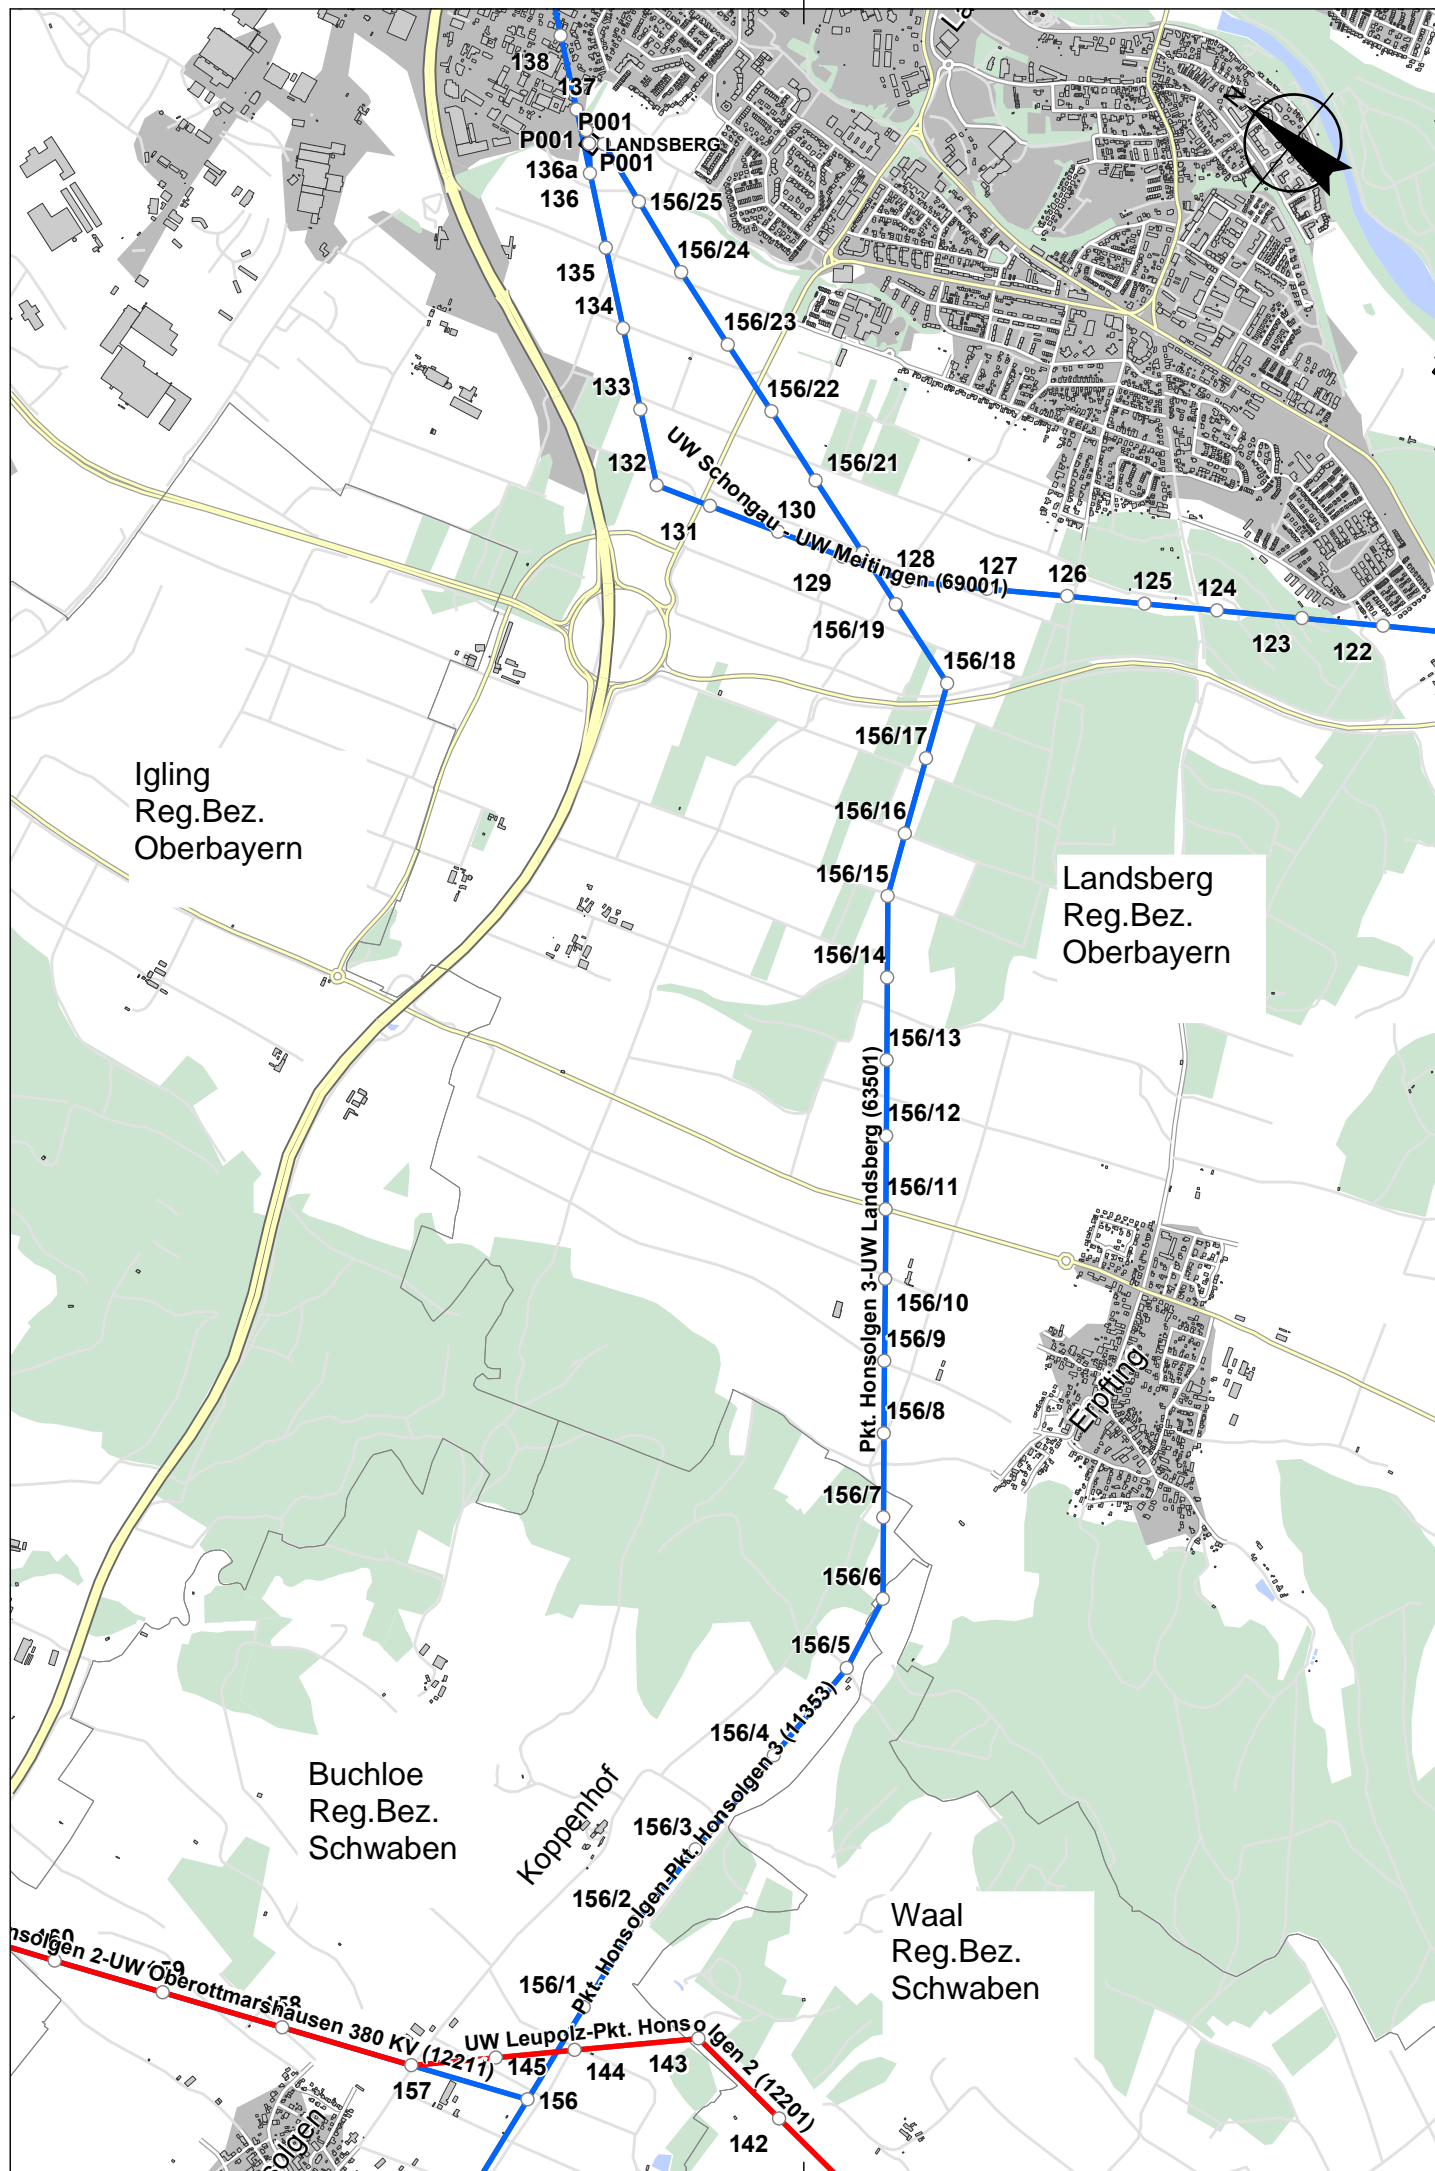 138
137
P001
P001
LANDSBERG
P001
136a
136
156/25
N
135
156/24
134
156/23
133
156/22
132
UW Schongau - UW Meitingen (69001)
156/21
131
130
129
128
127
126
125
124
123
122
156/19
156/18
156/17
Igling
Reg.Bez.
Oberbayern
156/16
156/15
Landsberg
Reg.Bez.
Oberbayern
156/14
156/13
Pkt. Honsolgen 3-UW Landsberg (63501)
156/12
156/11
156/10
156/9
Erpfting
156/8
156/7
156/6
156/5
156/4
Pkt. Honsolgen-Pkt. Honsolgen 3 (11353)
Buchloe
Reg.Bez.
Schwaben
Koppenhof
156/3
156/2
Waal
Reg.Bez.
Schwaben
nsolgen 2-UW Oberottmarshausen 380 KV (12211)
156/1
UW Leupolz-Pkt. Honsolgen 2 (12201)
145
144
143
157
156
142
solgen